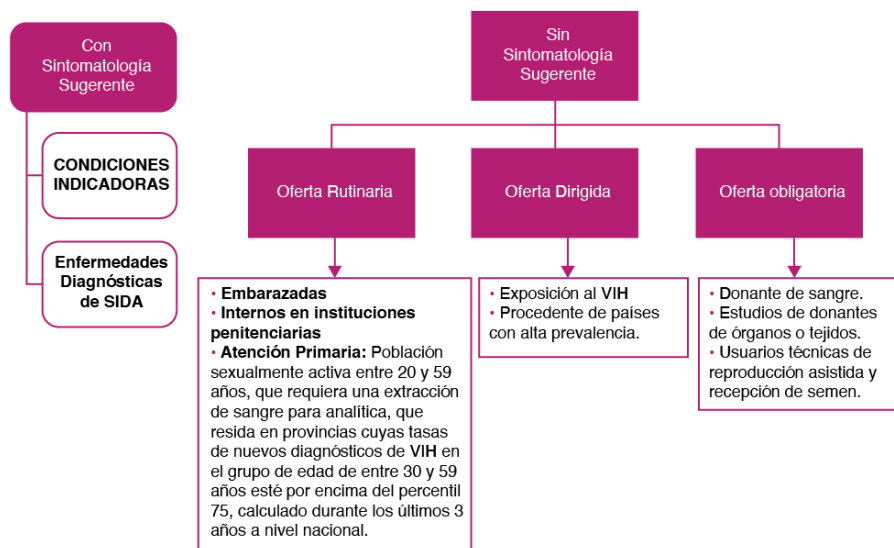 Con
Sintomatología
Sugerente
CONDICIONES
INDICADORAS
Enfermedades
Diagnósticas
de SIDA
Sin
Sintomatología
Sugerente
Oferta Rutinaria
Oferta Dirigida
Oferta obligatoria
• Embarazadas
• Internos en instituciones
penitenciarias
• Atención Primaria: Población
sexualmente activa entre 20 y 59
años, que requiera una extracción
de sangre para analítica, que
resida en provincias cuyas tasas
de nuevos diagnósticos de VIH en
el grupo de edad de entre 30 y 59
años esté por encima del percentil
75, calculado durante los últimos 3
años a nivel nacional.
• Exposición al VIH
• Procedente de países
con alta prevalencia.
• Donante de sangre.
• Estudios de donantes
de órganos o tejidos.
• Usuarios técnicas de
reproducción asistida y
recepción de semen.